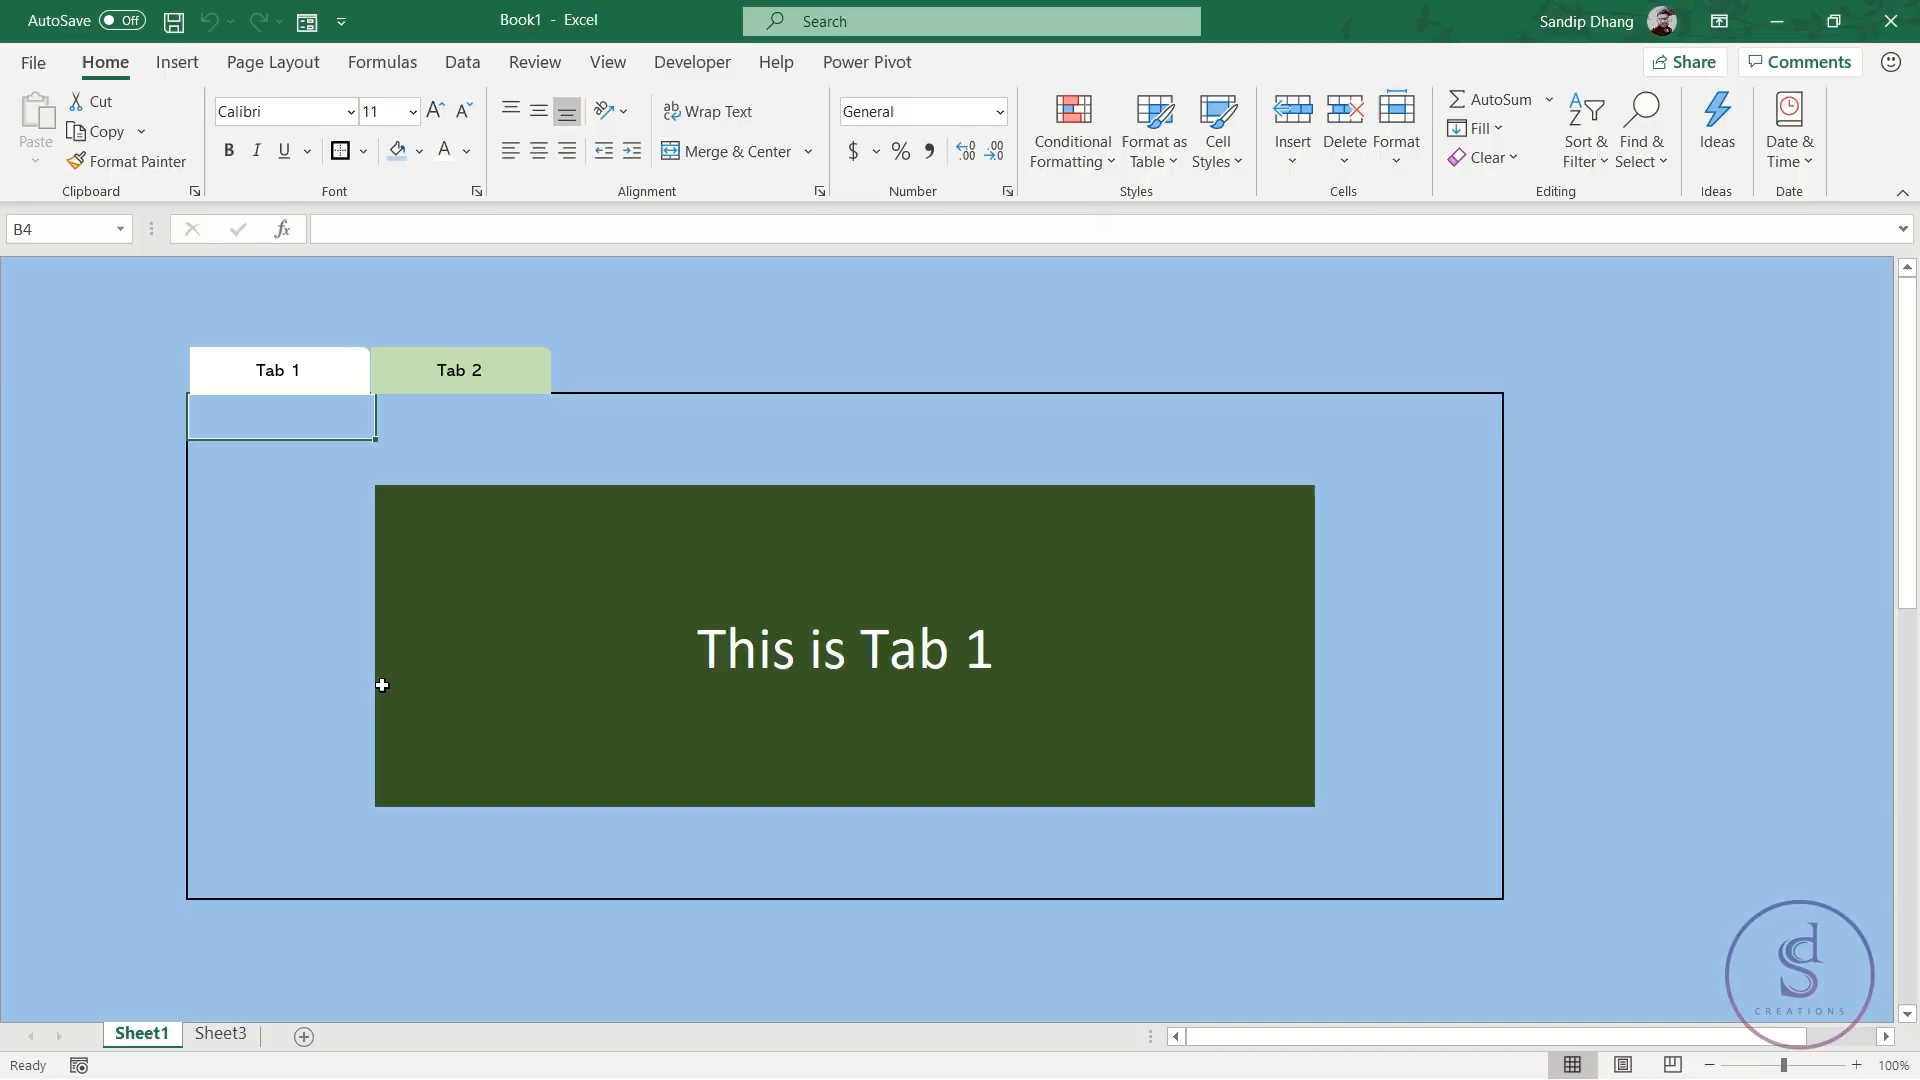 AutoSave Off Book1 - Excel Search Sandip Dhang
File Home Insert Page Layout Formulas Data Review View Developer Help Power Pivot Share Comments
Paste
Cut
Copy
Format Painter
Clipboard
Calibri 11
B I U A
Font
Wrap Text
Merge & Center
Alignment
General
$ % 9
Number
Conditional Formatting
Format as Table
Cell Styles
Styles
Insert
Delete
Format
Cells
AutoSum
Fill
Clear
Sort & Filter
Find & Select
Editing
Ideas
Ideas
Date & Time
Date
B4 fx
Tab 1 Tab 2
This is Tab 1
Sd
CREATIONS
Sheet1 Sheet3
Ready 100%